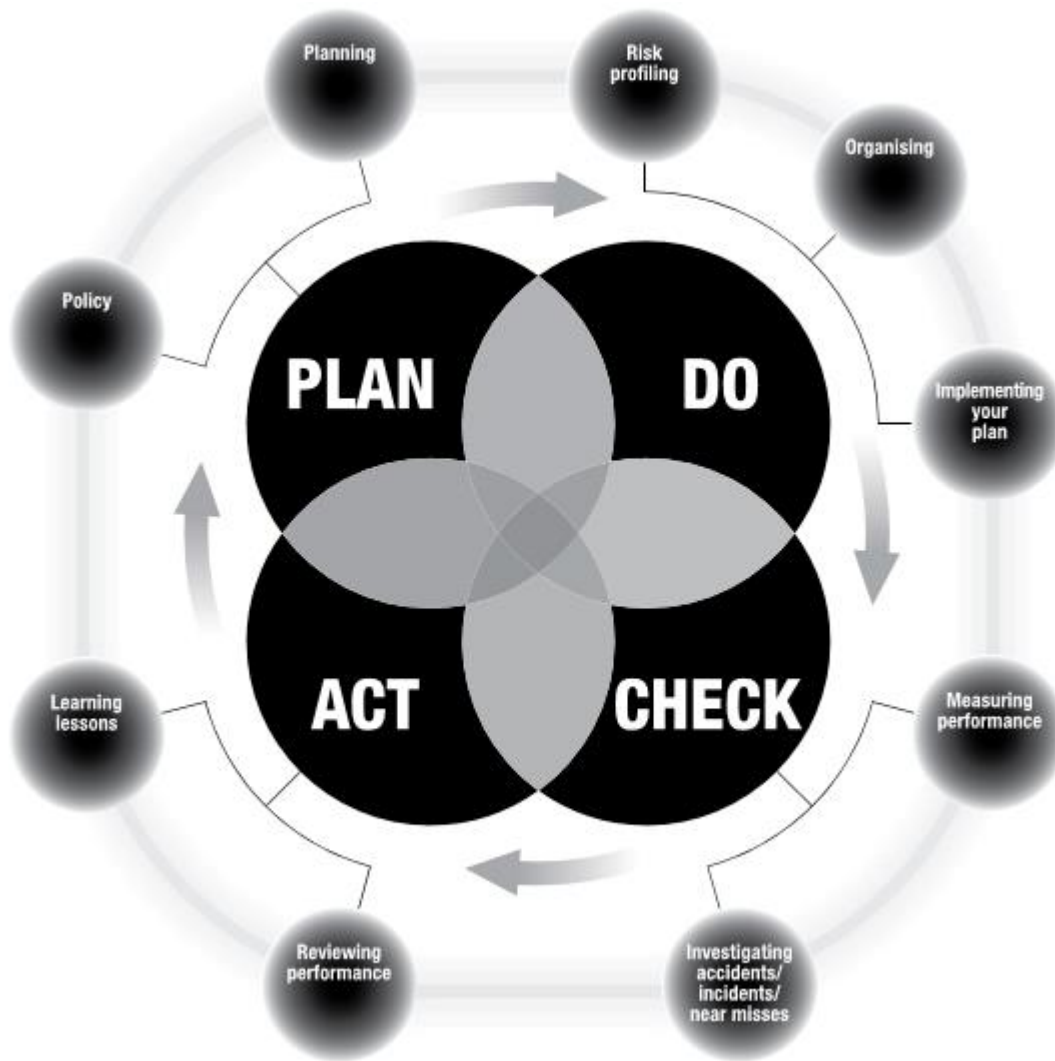 Planning
Risk
profiling
Organising
Policy
PLAN
DO
Implementing
your
plan
Learning
lessons
ACT
CHECK
Measuring
performance
Reviewing
performance
Investigating
accidents/
incidents/
near misses